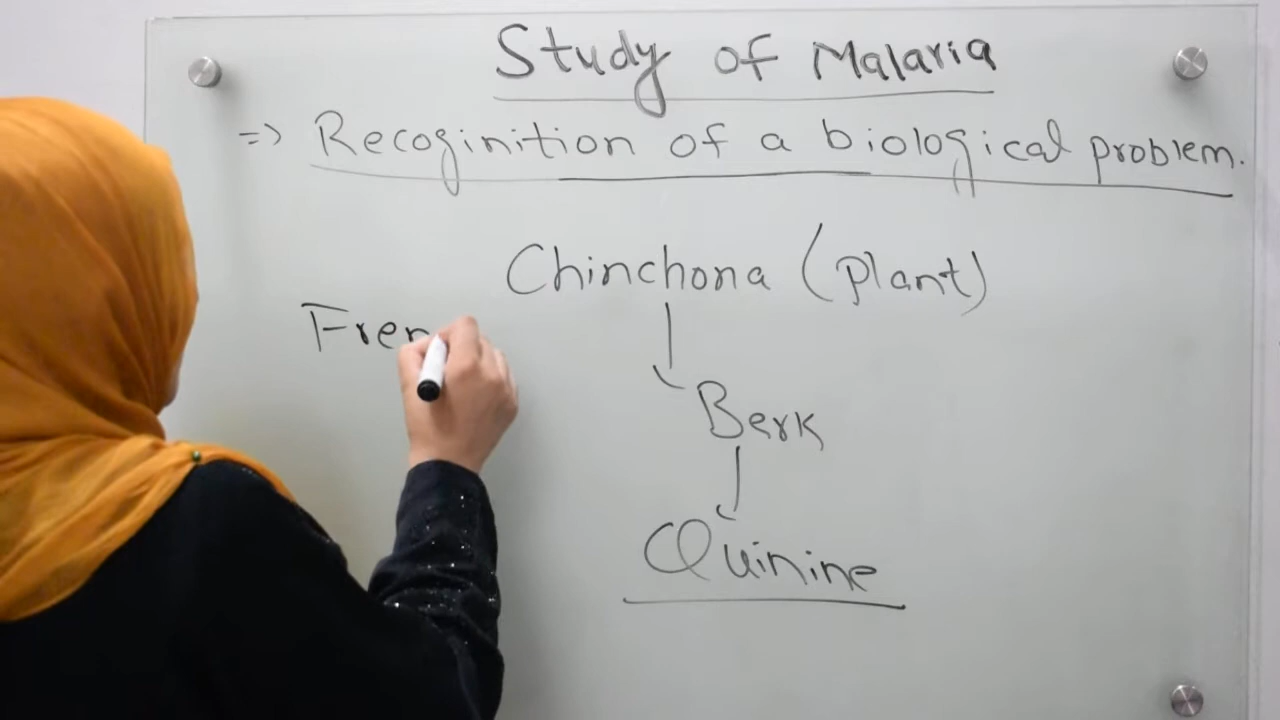 Study of Malaria
=> Recoginition of a biological problem.
Chinchona (plant)
Fren
Berk
Quinine